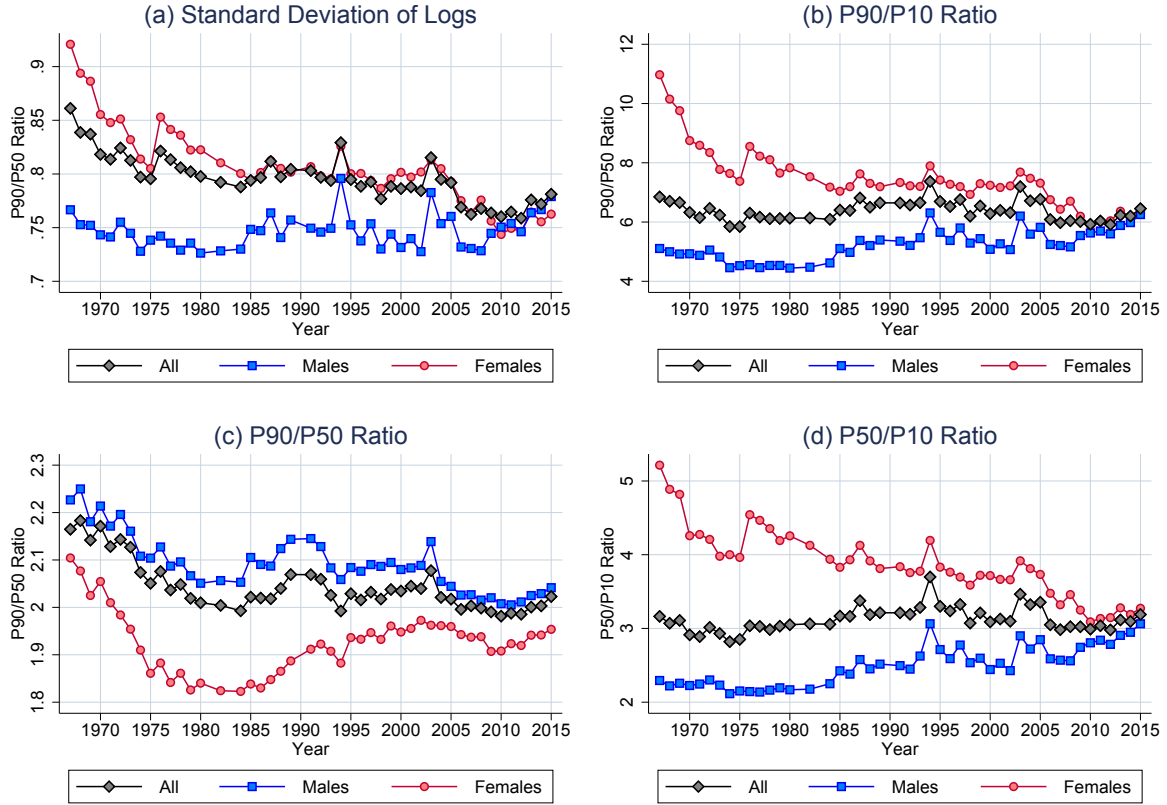 (a) Standard Deviation of Logs
P90/P50 Ratio
.9
.85
.8
.75
.7
1970 1975 1980 1985 1990 1995 2000 2005 2010 2015
Year
All Males Females
(b) P90/P10 Ratio
P90/P50 Ratio
12
10
8
6
4
1970 1975 1980 1985 1990 1995 2000 2005 2010 2015
Year
All Males Females
(c) P90/P50 Ratio
P90/P50 Ratio
2.3
2.2
2.1
2
1.9
1.8
1970 1975 1980 1985 1990 1995 2000 2005 2010 2015
Year
All Males Females
(d) P50/P10 Ratio
P90/P50 Ratio
5
4
3
2
1970 1975 1980 1985 1990 1995 2000 2005 2010 2015
Year
All Males Females